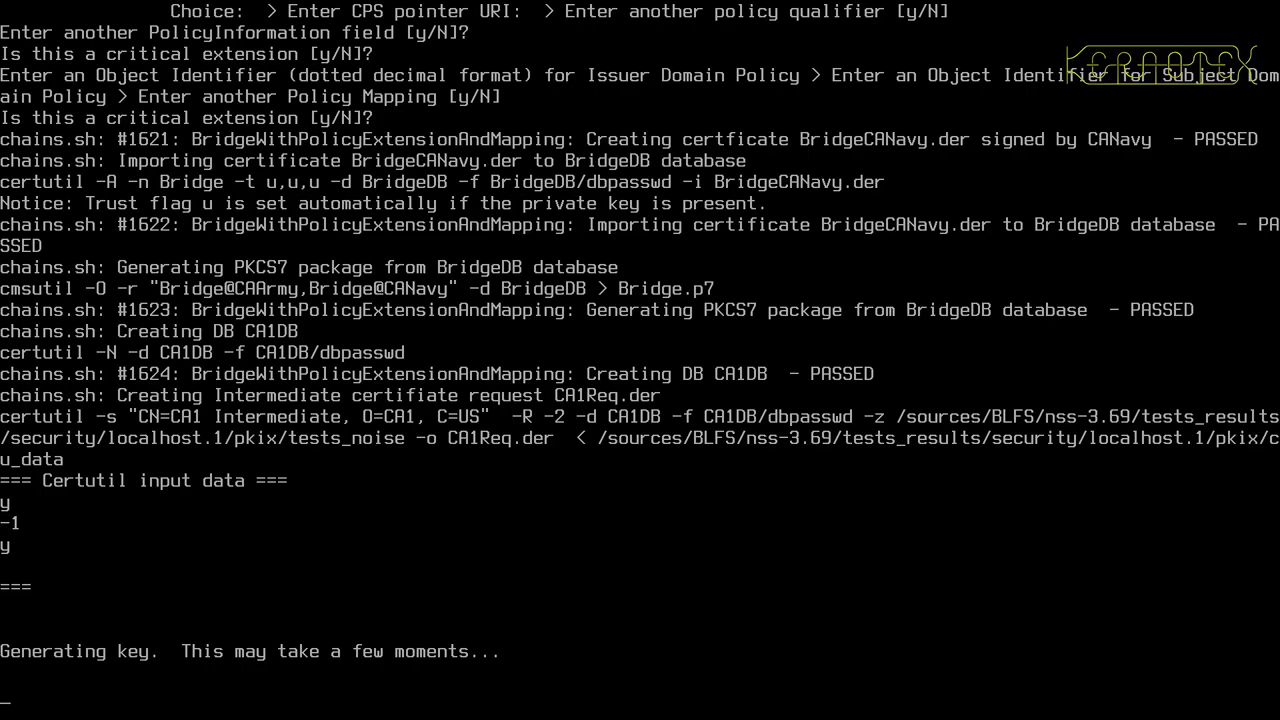 Choice:  > Enter CPS pointer URI:  > Enter another policy qualifier [y/N]
Enter another PolicyInformation field [y/N]?
Is this a critical extension [y/N]?
Enter an Object Identifier (dotted decimal format) for Issuer Domain Policy > Enter an Object Identifier for Subject Dom
ain Policy > Enter another Policy Mapping [y/N]
Is this a critical extension [y/N]?
chains.sh: #1621: BridgeWithPolicyExtensionAndMapping: Creating certficate BridgeCANavy.der signed by CANavy  - PASSED
chains.sh: Importing certificate BridgeCANavy.der to BridgeDB database
certutil -A -n Bridge -t u,u,u -d BridgeDB -f BridgeDB/dbpasswd -i BridgeCANavy.der
Notice: Trust flag u is set automatically if the private key is present.
chains.sh: #1622: BridgeWithPolicyExtensionAndMapping: Importing certificate BridgeCANavy.der to BridgeDB database  - PA
SSED
chains.sh: Generating PKCS7 package from BridgeDB database
cmsutil -O -r "Bridge@CAArmy,Bridge@CANavy" -d BridgeDB > Bridge.p7
chains.sh: #1623: BridgeWithPolicyExtensionAndMapping: Generating PKCS7 package from BridgeDB database  - PASSED
chains.sh: Creating DB CA1DB
certutil -N -d CA1DB -f CA1DB/dbpasswd
chains.sh: #1624: BridgeWithPolicyExtensionAndMapping: Creating DB CA1DB  - PASSED
chains.sh: Creating Intermediate certifiate request CA1Req.der
certutil -s "CN=CA1 Intermediate, O=CA1, C=US"  -R -2 -d CA1DB -f CA1DB/dbpasswd -z /sources/BLFS/nss-3.69/tests_results
/security/localhost.1/pkix/tests_noise -o CA1Req.der  < /sources/BLFS/nss-3.69/tests_results/security/localhost.1/pkix/c
u_data
=== Certutil input data ===
y
-1
y
===
Generating key.  This may take a few moments...
_